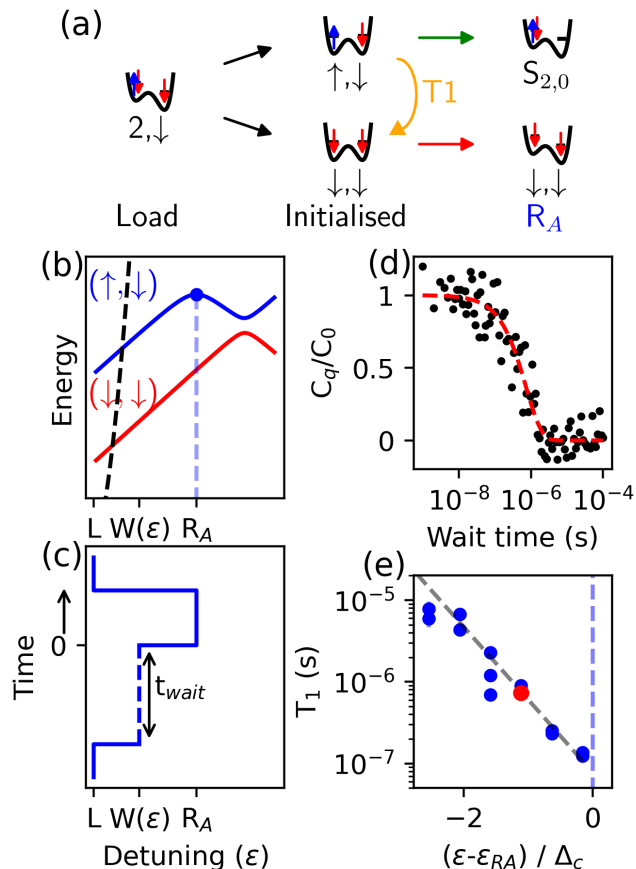 (a)
↑,↓
S2,0
T1
2,↓
↓,↓
↓,↓
Load
Initialised
RA
(b)
(↑,↓)
(↓,↓)
Energy
L W(ε) RA
(c)
Time
0
twait
L W(ε) RA
Detuning (ε)
(d)
Cq/C0
1
0.5
0
10−8 10−6 10−4
Wait time (s)
(e)
T1 (s)
10−5
10−6
10−7
−2 0
(ε-εRA) / Δc